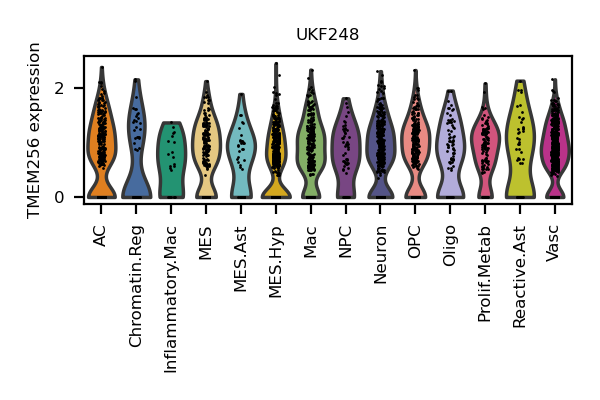 UKF248
TMEM256 expression
2
0
AC
Chromatin.Reg
Inflammatory.Mac
MES
MES.Ast
MES.Hyp
Mac
NPC
Neuron
OPC
Oligo
Prolif.Metab
Reactive.Ast
Vasc